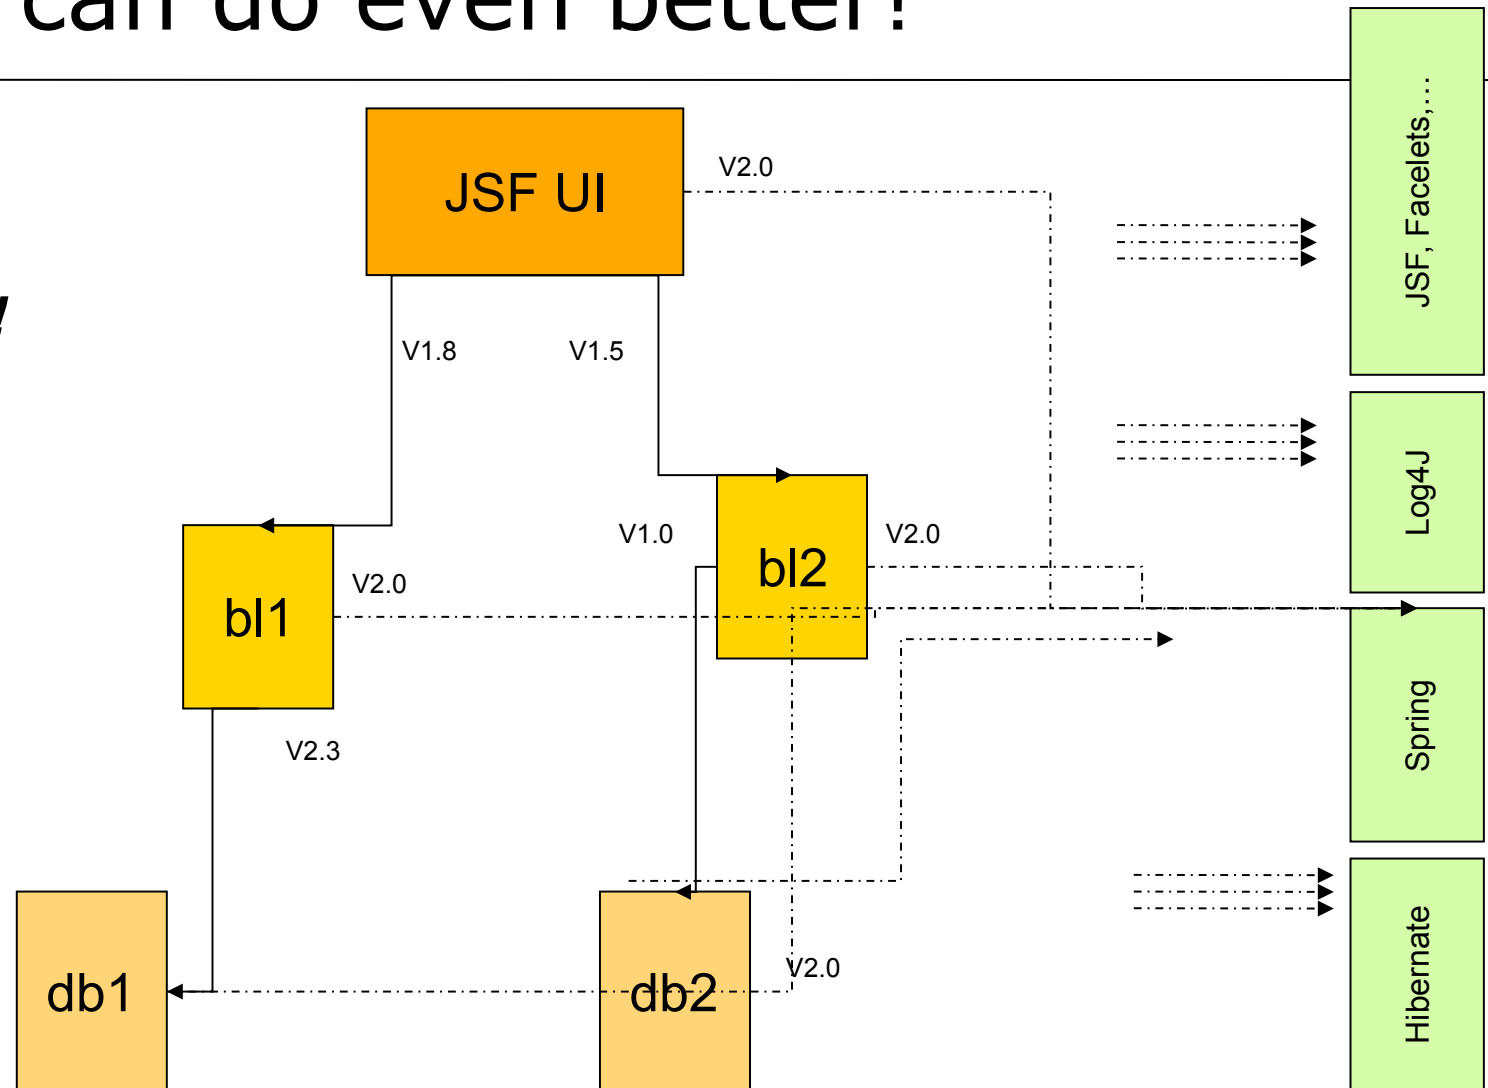 can do even better!
JSF UI
V2.0
JSF, Facelets,...
V1.8
V1.5
Log4J
V1.0
V2.0
bl2
V2.0
bl1
Spring
V2.3
Hibernate
V2.0
db1
db2